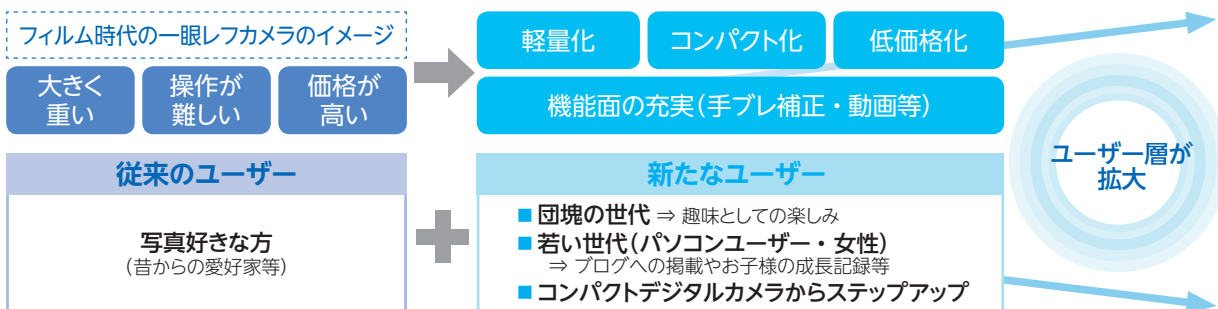 フィルム時代の一眼レフカメラのイメージ
大きく
重い
操作が
難しい
価格が
高い
軽量化
コンパクト化
低価格化
機能面の充実(手ブレ補正・動画等)
従来のユーザー
写真好きな方
(昔からの愛好家等)
新たなユーザー
■団塊の世代 ⇒ 趣味としての楽しみ
■若い世代(パソコンユーザー・女性)
⇒ ブログへの掲載やお子様の成長記録等
■コンパクトデジタルカメラからステップアップ
ユーザー層が
拡大